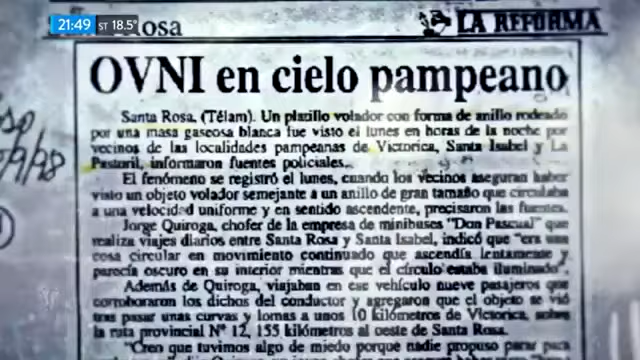 21:49 ST 18.5°
Rosa
LA REFORMA
OVNI en cielo pampeano
Santa Rosa. (Télam). Un platillo volador con forma de anillo rodeado
por una masa gaseosa blanca fue visto el lunes en horas de la noche por
vecinos de las localidades pampeanas de Victorica, Santa Isabel y La
Pastoril, informaron fuentes policiales.
El fenómeno se registró el lunes, cuando los vecinos aseguran haber
visto un objeto volador semejante a un anillo de gran tamaño que circulaba
a una velocidad uniforme y en sentido ascendente, precisaron las fuentes.
Jorge Quiroga, chofer de la empresa de minibuses "Don Pascual" que
realiza viajes diarios entre Santa Rosa y Santa Isabel, indicó que "era una
cosa circular en movimiento continuado que ascendía lentamente y
parecía oscuro en su interior mientras que el círculo estaba iluminado".
Además de Quiroga, viajaban en ese vehículo nueve pasajeros que
corroboraron los dichos del conductor y agregaron que el objeto se vió
tras pasar unas curvas y lomas a unos 10 kilómetros de Victorica, sobre
la ruta provincial Nº 12, 155 kilómetros al oeste de Santa Rosa.
"Creo que tuvimos algo de miedo porque nadie propuso parar para